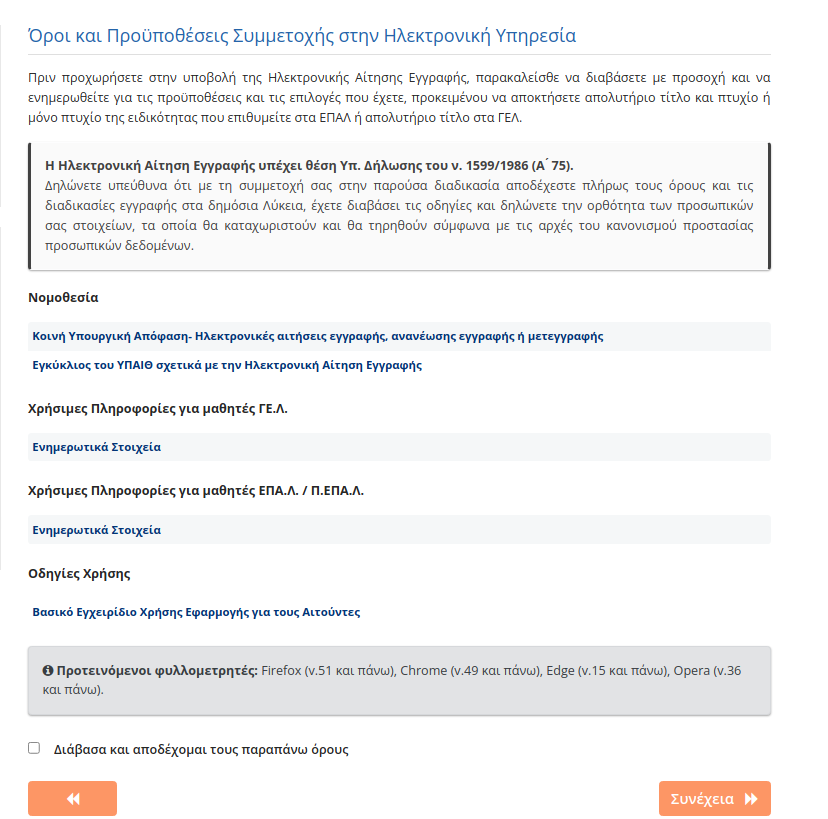 Όροι και Προϋποθέσεις Συμμετοχής στην Ηλεκτρονική Υπηρεσία
Πριν προχωρήσετε στην υποβολή της Ηλεκτρονικής Αίτησης Εγγραφής, παρακαλείσθε να διαβάσετε με προσοχή και να
ενημερωθείτε για τις προϋποθέσεις και τις επιλογές που έχετε, προκειμένου να αποκτήσετε απολυτήριο τίτλο και πτυχίο ή
μόνο πτυχίο της ειδικότητας που επιθυμείτε στα ΕΠΑΛ ή απολυτήριο τίτλο στα ΓΕΛ.
Η Ηλεκτρονική Αίτηση Εγγραφής υπέχει θέση Υπ. Δήλωσης του ν. 1599/1986 (Α΄ 75).
Δηλώνετε υπεύθυνα ότι με τη συμμετοχή σας στην παρούσα διαδικασία αποδέχεστε πλήρως τους όρους και τις
διαδικασίες εγγραφής στα δημόσια Λύκεια, έχετε διαβάσει τις οδηγίες και δηλώνετε την ορθότητα των προσωπικών
σας στοιχείων, τα οποία θα καταχωριστούν και θα τηρηθούν σύμφωνα με τις αρχές του κανονισμού προστασίας
προσωπικών δεδομένων.
Νομοθεσία
Κοινή Υπουργική Απόφαση- Ηλεκτρονικές αιτήσεις εγγραφής, ανανέωσης εγγραφής ή μετεγγραφής
Εγκύκλιος του ΥΠΑΙΘ σχετικά με την Ηλεκτρονική Αίτηση Εγγραφής
Χρήσιμες Πληροφορίες για μαθητές ΓΕ.Λ.
Ενημερωτικά Στοιχεία
Χρήσιμες Πληροφορίες για μαθητές ΕΠΑ.Λ. / Π.ΕΠΑ.Λ.
Ενημερωτικά Στοιχεία
Οδηγίες Χρήσης
Βασικό Εγχειρίδιο Χρήσης Εφαρμογής για τους Αιτούντες
Προτεινόμενοι φυλλομετρητές: Firefox (v.51 και πάνω), Chrome (v.49 και πάνω), Edge (v.15 και πάνω), Opera (v.36
και πάνω).
Διάβασα και αποδέχομαι τους παραπάνω όρους
Συνέχεια